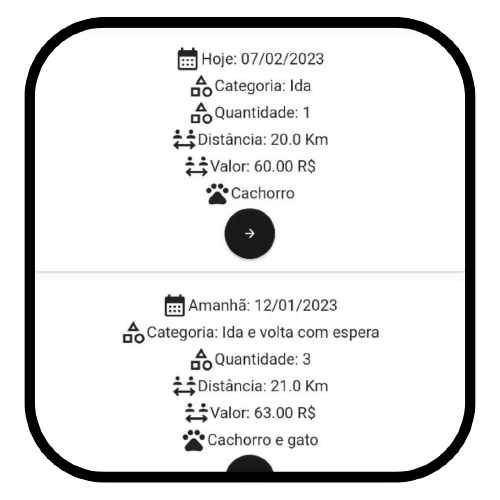 Hoje: 07/02/2023
Categoria: Ida
Quantidade: 1
Distância: 20.0 Km
Valor: 60.00 R$
Cachorro
Amanhã: 12/01/2023
Categoria: Ida e volta com espera
Quantidade: 3
Distância: 21.0 Km
Valor: 63.00 R$
Cachorro e gato